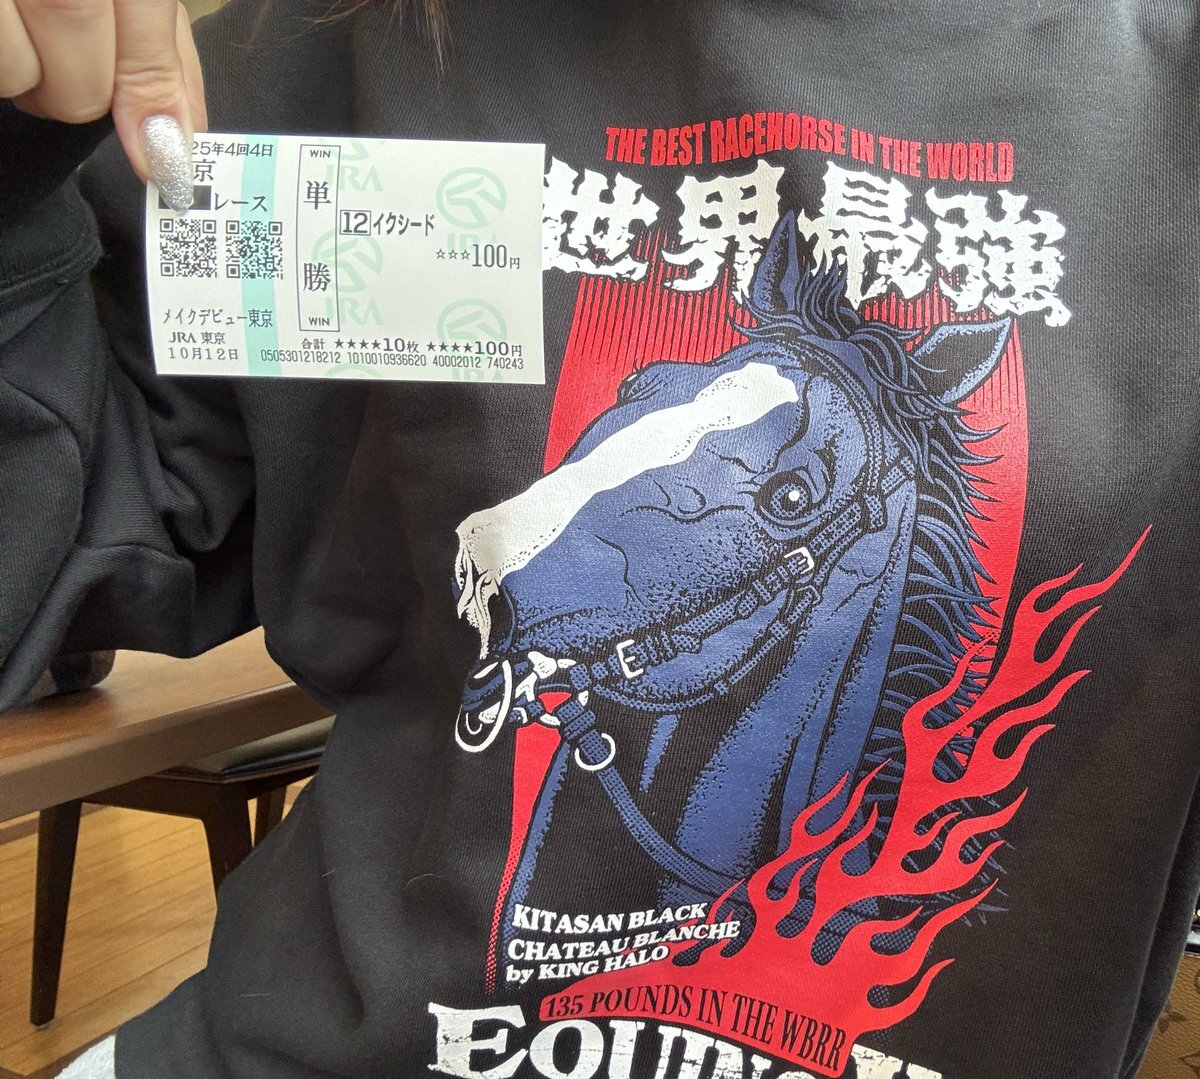 25年4回4日
京
レース
メイクデビュー東京
JRA 東京
10月12日
WIN
単
勝
WIN
12 イクシード
☆☆☆100円
合計 ★★★★10枚 ★★★★100円
0505301218212 1010010936620 40002012 740243
JRA
JRA
JRA
THE BEST RACEHORSE IN THE WORLD
世界最強
KITASAN BLACK
CHATEAU BLANCHE
by KING HALO
135 POUNDS IN THE WBRR